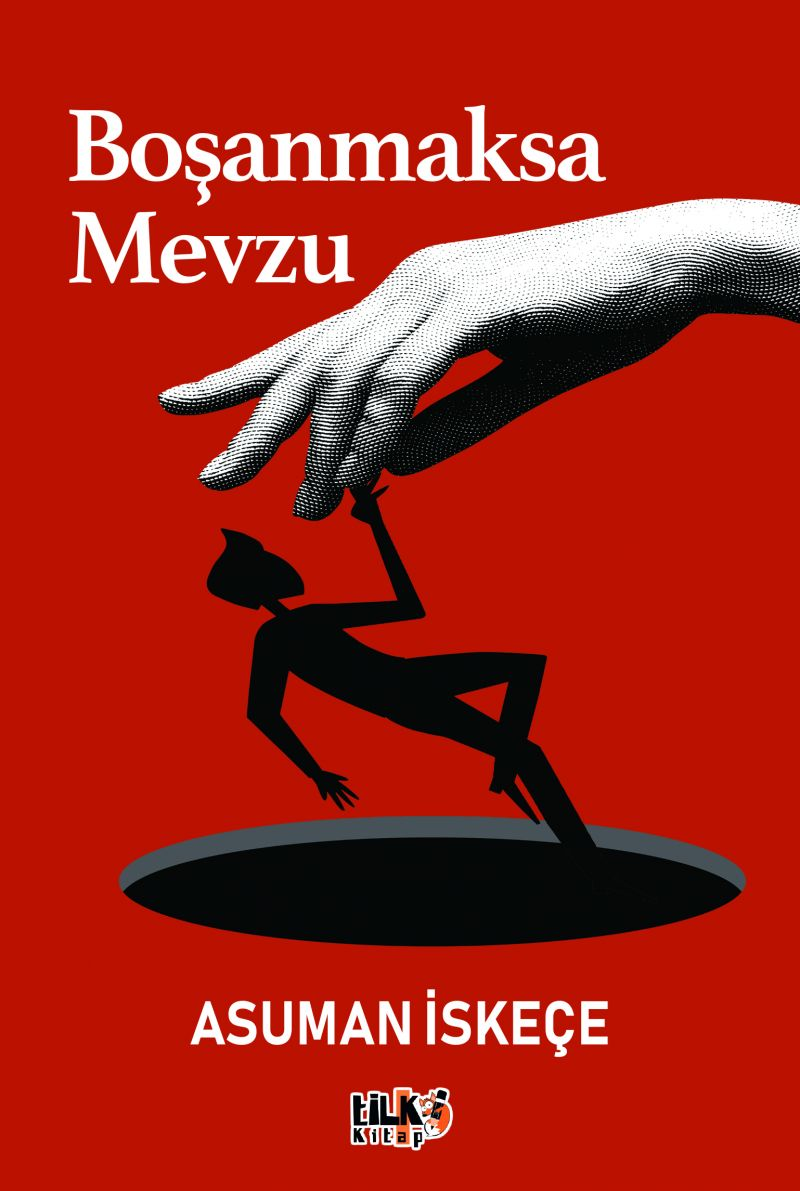 Boşanmaksa
Mevzu
ASUMAN İSKEÇE
tiLKi
Kitap